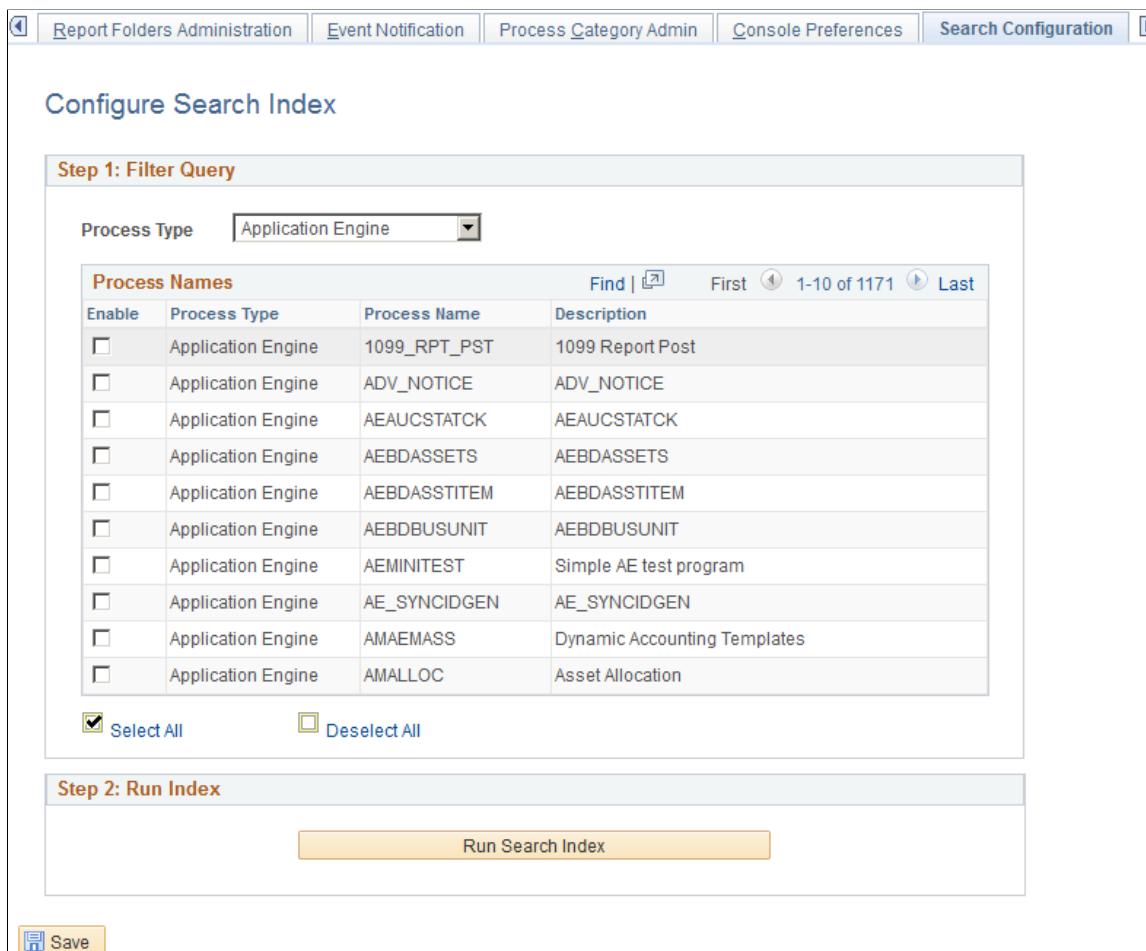 Report Folders Administration Event Notification Process Category Admin Console Preferences Search Configuration
Configure Search Index
Step 1: Filter Query
Process Type Application Engine
Process Names Find | First 1-10 of 1171 Last
Enable Process Type Process Name Description
Application Engine 1099_RPT_PST 1099 Report Post
Application Engine ADV_NOTICE ADV_NOTICE
Application Engine AEAUCSTATCK AEAUCSTATCK
Application Engine AEBDASSETS AEBDASSETS
Application Engine AEBDASSTITEM AEBDASSTITEM
Application Engine AEBDBUSUNIT AEBDBUSUNIT
Application Engine AEMINITEST Simple AE test program
Application Engine AE_SYNCIDGEN AE_SYNCIDGEN
Application Engine AMAEMASS Dynamic Accounting Templates
Application Engine AMALLOC Asset Allocation
Select All Deselect All
Step 2: Run Index
Run Search Index
Save